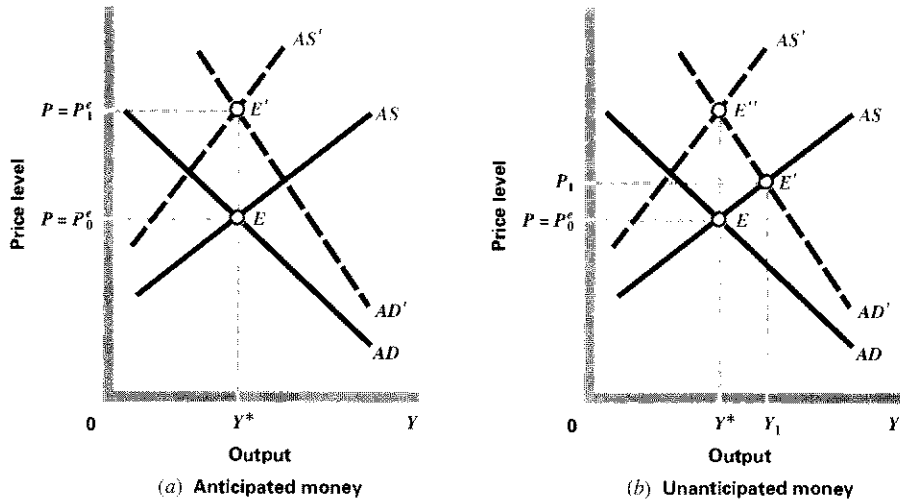 AS'
E'
P = P₁ᵉ
AS
Price level
P = P₀ᵉ
E
AD'
AD
0
Y*
Y
Output
(a) Anticipated money
AS'
E''
AS
P₁
E'
Price level
P = P₀ᵉ
E
AD'
AD
0
Y*
Y₁
Y
Output
(b) Unanticipated money